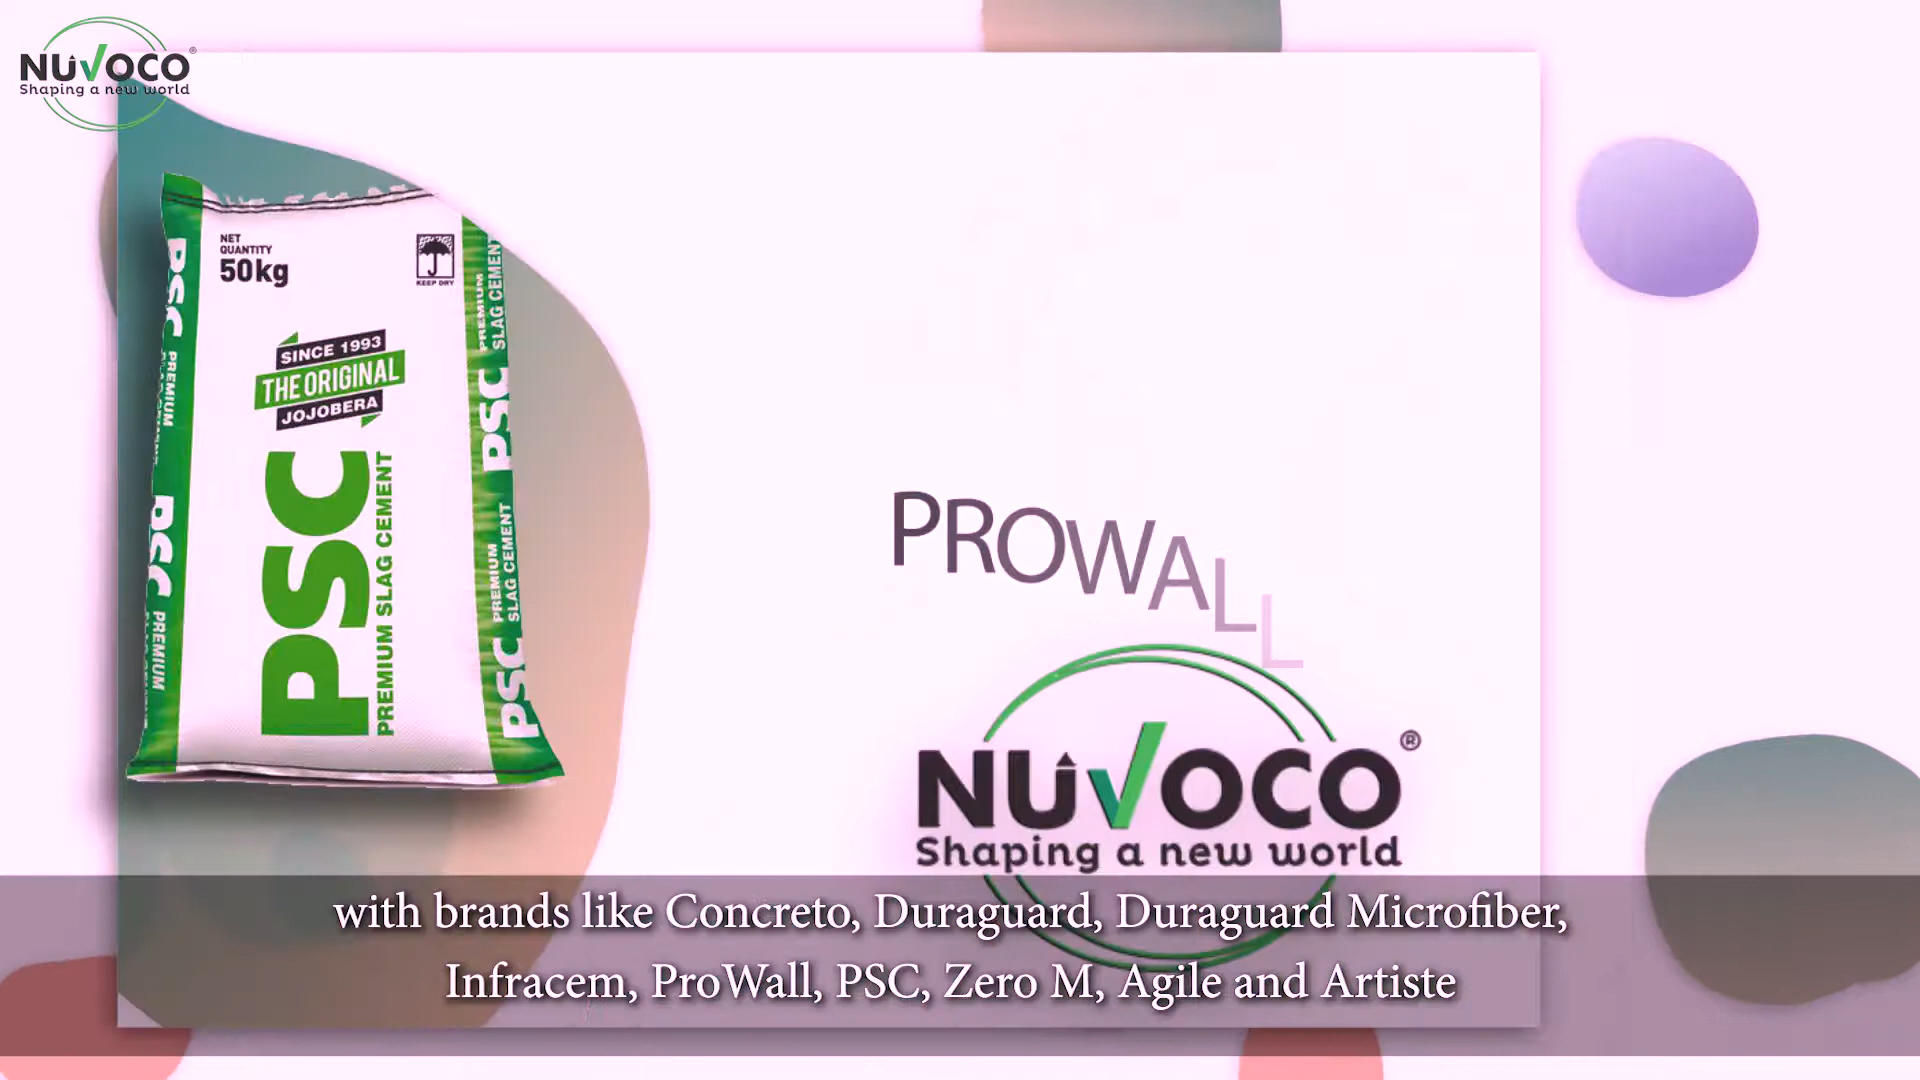 NUVOCO®
Shaping a new world
NET
QUANTITY
50kg
KEEP DRY
SINCE 1993
THE ORIGINAL
JOJOBERA
PSC
PREMIUM SLAG CEMENT
PSC
PREMIUM
PSC
PREMIUM
PREMIUM
SLAG CEMENT
PSC
PREMIUM
SLAG CEMENT
PSC
PROWALL
NUVOCO®
Shaping a new world
with brands like Concreto, Duraguard, Duraguard Microfiber,
Infracem, ProWall, PSC, Zero M, Agile and Artiste